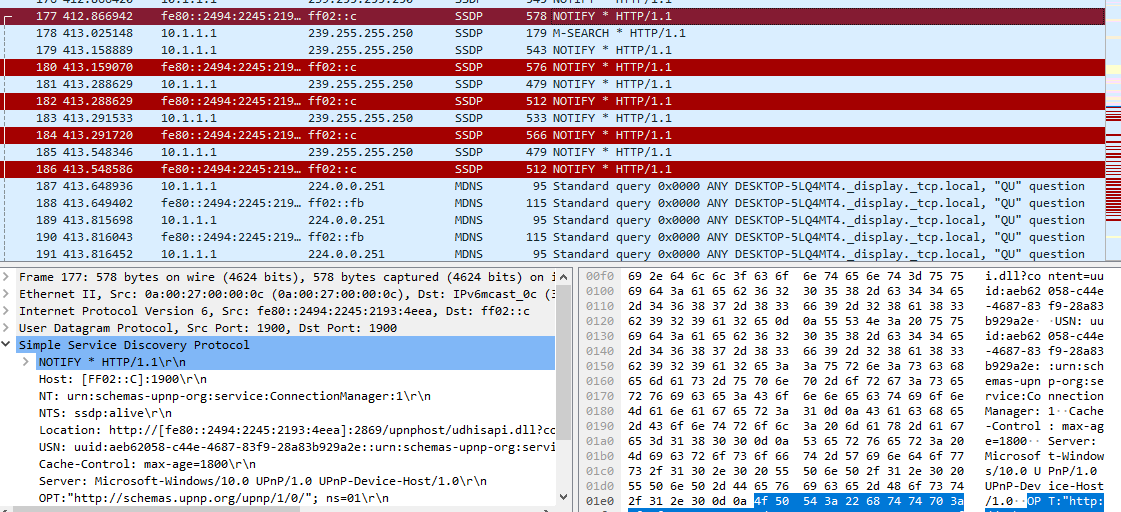 177 412.866942 fe80::2494:2245:219… ff02::c SSDP 578 NOTIFY * HTTP/1.1
178 413.025148 10.1.1.1 239.255.255.250 SSDP 179 M-SEARCH * HTTP/1.1
179 413.158889 10.1.1.1 239.255.255.250 SSDP 543 NOTIFY * HTTP/1.1
180 413.159070 fe80::2494:2245:219… ff02::c SSDP 576 NOTIFY * HTTP/1.1
181 413.288629 10.1.1.1 239.255.255.250 SSDP 479 NOTIFY * HTTP/1.1
182 413.288629 fe80::2494:2245:219… ff02::c SSDP 512 NOTIFY * HTTP/1.1
183 413.291533 10.1.1.1 239.255.255.250 SSDP 533 NOTIFY * HTTP/1.1
184 413.291720 fe80::2494:2245:219… ff02::c SSDP 566 NOTIFY * HTTP/1.1
185 413.548346 10.1.1.1 239.255.255.250 SSDP 479 NOTIFY * HTTP/1.1
186 413.548586 fe80::2494:2245:219… ff02::c SSDP 512 NOTIFY * HTTP/1.1
187 413.648936 10.1.1.1 224.0.0.251 MDNS 95 Standard query 0x0000 ANY DESKTOP-5LQ4MT4._display._tcp.local, "QU" question
188 413.649402 fe80::2494:2245:219… ff02::fb MDNS 115 Standard query 0x0000 ANY DESKTOP-5LQ4MT4._display._tcp.local, "QU" question
189 413.815698 10.1.1.1 224.0.0.251 MDNS 95 Standard query 0x0000 ANY DESKTOP-5LQ4MT4._display._tcp.local, "QU" question
190 413.816043 fe80::2494:2245:219… ff02::fb MDNS 115 Standard query 0x0000 ANY DESKTOP-5LQ4MT4._display._tcp.local, "QU" question
191 413.816452 10.1.1.1 224.0.0.251 MDNS 95 Standard query 0x0000 ANY DESKTOP-5LQ4MT4._display._tcp.local, "QU" question
Frame 177: 578 bytes on wire (4624 bits), 578 bytes captured (4624 bits) on i
Ethernet II, Src: 0a:00:27:00:00:0c (0a:00:27:00:00:0c), Dst: IPv6mcast_0c (3
Internet Protocol Version 6, Src: fe80::2494:2245:2193:4eea, Dst: ff02::c
User Datagram Protocol, Src Port: 1900, Dst Port: 1900
Simple Service Discovery Protocol
NOTIFY * HTTP/1.1\r\n
Host: [FF02::C]:1900\r\n
NT: urn:schemas-upnp-org:service:ConnectionManager:1\r\n
NTS: ssdp:alive\r\n
Location: http://[fe80::2494:2245:2193:4eea]:2869/upnphost/udhisapi.dll?cc
USN: uuid:aeb62058-c44e-4687-83f9-28a83b929a2e::urn:schemas-upnp-org:servi
Cache-Control: max-age=1800\r\n
Server: Microsoft-Windows/10.0 UPnP/1.0 UPnP-Device-Host/1.0\r\n
OPT:"http://schemas.upnp.org/upnp/1/0/"; ns=01\r\n
00f0 69 2e 64 6c 6c 3f 63 6f 6e 74 65 6e 74 3d 75 75 i.dll?content=uu
0100 69 64 3a 61 65 62 36 32 30 35 38 2d 63 34 34 65 id:aeb62058-c44e
0110 2d 34 36 38 37 2d 38 33 66 39 2d 32 38 61 38 33 -4687-83f9-28a83
0120 62 39 32 39 61 32 65 0d 0a 55 53 4e 3a 20 75 75 b929a2e··USN: uu
0130 69 64 3a 61 65 62 36 32 30 35 38 2d 63 34 34 65 id:aeb62058-c44e
0140 2d 34 36 38 37 2d 38 33 66 39 2d 32 38 61 38 33 -4687-83f9-28a83
0150 62 39 32 39 61 32 65 3a 3a 75 72 6e 3a 73 63 68 b929a2e: :urn:sch
0160 65 6d 61 73 2d 75 70 6e 70 2d 6f 72 67 3a 73 65 emas-upn p-org:se
0170 72 76 69 63 65 3a 43 6f 6e 6e 65 63 74 69 6f 6e rvice:Connection
0180 4d 61 6e 61 67 65 72 3a 31 0d 0a 43 61 63 68 65 Manager:1··Cache
0190 2d 43 6f 6e 74 72 6f 6c 3a 20 6d 61 78 2d 61 67 -Control: max-ag
01a0 65 3d 31 38 30 30 0d 0a 53 65 72 76 65 72 3a 20 e=1800·· Server:
01b0 4d 69 63 72 6f 73 6f 66 74 2d 57 69 6e 64 6f 77 Microsoft-Window
01c0 73 2f 31 30 2e 30 20 55 50 6e 50 2f 31 2e 30 20 s/10.0 UPnP/1.0
01d0 55 50 6e 50 2d 44 65 76 69 63 65 2d 48 6f 73 74 UPnP-Device-Host
01e0 2f 31 2e 30 0d 0a 4f 50 54 3a 22 68 74 74 70 3a /1.0··OPT:"http: